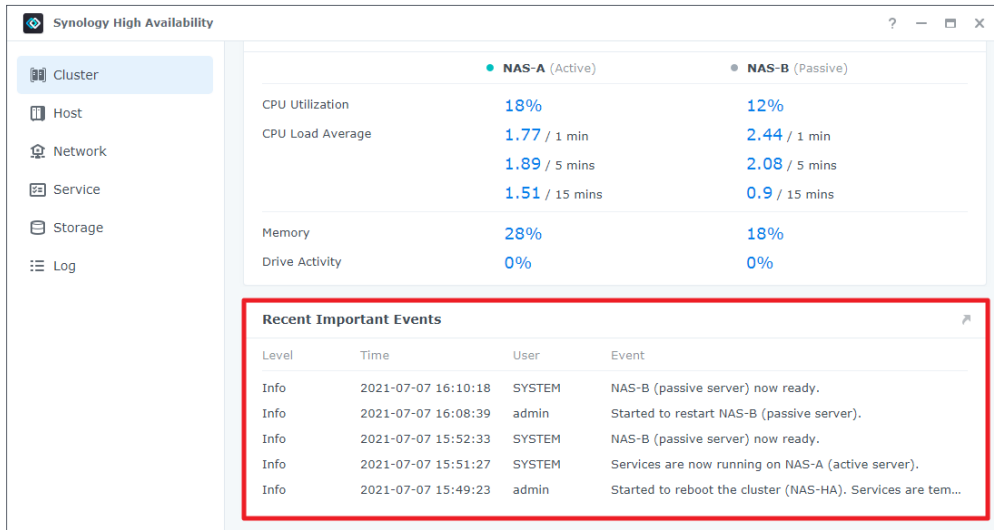 Synology High Availability
Cluster
Host
Network
Service
Storage
Log
NAS-A (Active) NAS-B (Passive)
CPU Utilization 18% 12%
CPU Load Average 1.77 / 1 min 2.44 / 1 min
1.89 / 5 mins 2.08 / 5 mins
1.51 / 15 mins 0.9 / 15 mins
Memory 28% 18%
Drive Activity 0% 0%
Recent Important Events
Level Time User Event
Info 2021-07-07 16:10:18 SYSTEM NAS-B (passive server) now ready.
Info 2021-07-07 16:08:39 admin Started to restart NAS-B (passive server).
Info 2021-07-07 15:52:33 SYSTEM NAS-B (passive server) now ready.
Info 2021-07-07 15:51:27 SYSTEM Services are now running on NAS-A (active server).
Info 2021-07-07 15:49:23 admin Started to reboot the cluster (NAS-HA). Services are tem...